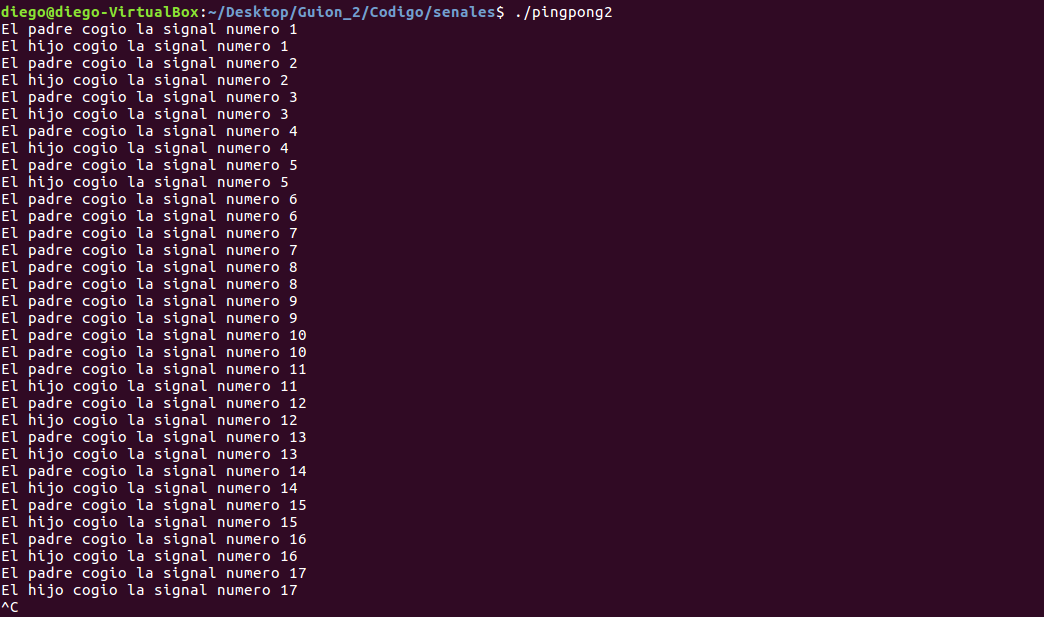 diego@diego-VirtualBox:~/Desktop/Guion_2/Codigo/senales$ ./pingpong2
El padre cogio la signal numero 1
El hijo cogio la signal numero 1
El padre cogio la signal numero 2
El hijo cogio la signal numero 2
El padre cogio la signal numero 3
El hijo cogio la signal numero 3
El padre cogio la signal numero 4
El hijo cogio la signal numero 4
El padre cogio la signal numero 5
El hijo cogio la signal numero 5
El padre cogio la signal numero 6
El padre cogio la signal numero 6
El padre cogio la signal numero 7
El padre cogio la signal numero 7
El padre cogio la signal numero 8
El padre cogio la signal numero 8
El padre cogio la signal numero 9
El padre cogio la signal numero 9
El padre cogio la signal numero 10
El padre cogio la signal numero 10
El padre cogio la signal numero 11
El hijo cogio la signal numero 11
El padre cogio la signal numero 12
El hijo cogio la signal numero 12
El padre cogio la signal numero 13
El hijo cogio la signal numero 13
El padre cogio la signal numero 14
El hijo cogio la signal numero 14
El padre cogio la signal numero 15
El hijo cogio la signal numero 15
El padre cogio la signal numero 16
El hijo cogio la signal numero 16
El padre cogio la signal numero 17
El hijo cogio la signal numero 17
^C